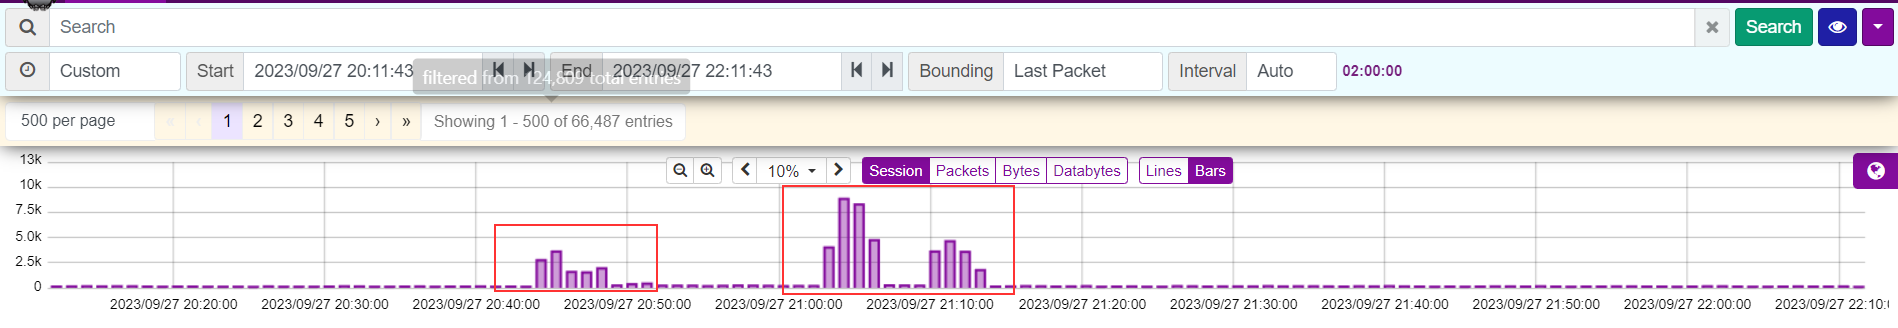 Search Search
Custom Start 2023/09/27 20:11:43 End 2023/09/27 22:11:43 Bounding Last Packet Interval Auto 02:00:00
filtered from 124,809 total entries
500 per page « ‹ 1 2 3 4 5 › » Showing 1 - 500 of 66,487 entries
10% Session Packets Bytes Databytes Lines Bars
13k
10k
7.5k
5.0k
2.5k
0
2023/09/27 20:20:00 2023/09/27 20:30:00 2023/09/27 20:40:00 2023/09/27 20:50:00 2023/09/27 21:00:00 2023/09/27 21:10:00 2023/09/27 21:20:00 2023/09/27 21:30:00 2023/09/27 21:40:00 2023/09/27 21:50:00 2023/09/27 22:00:00 2023/09/27 22:10:0